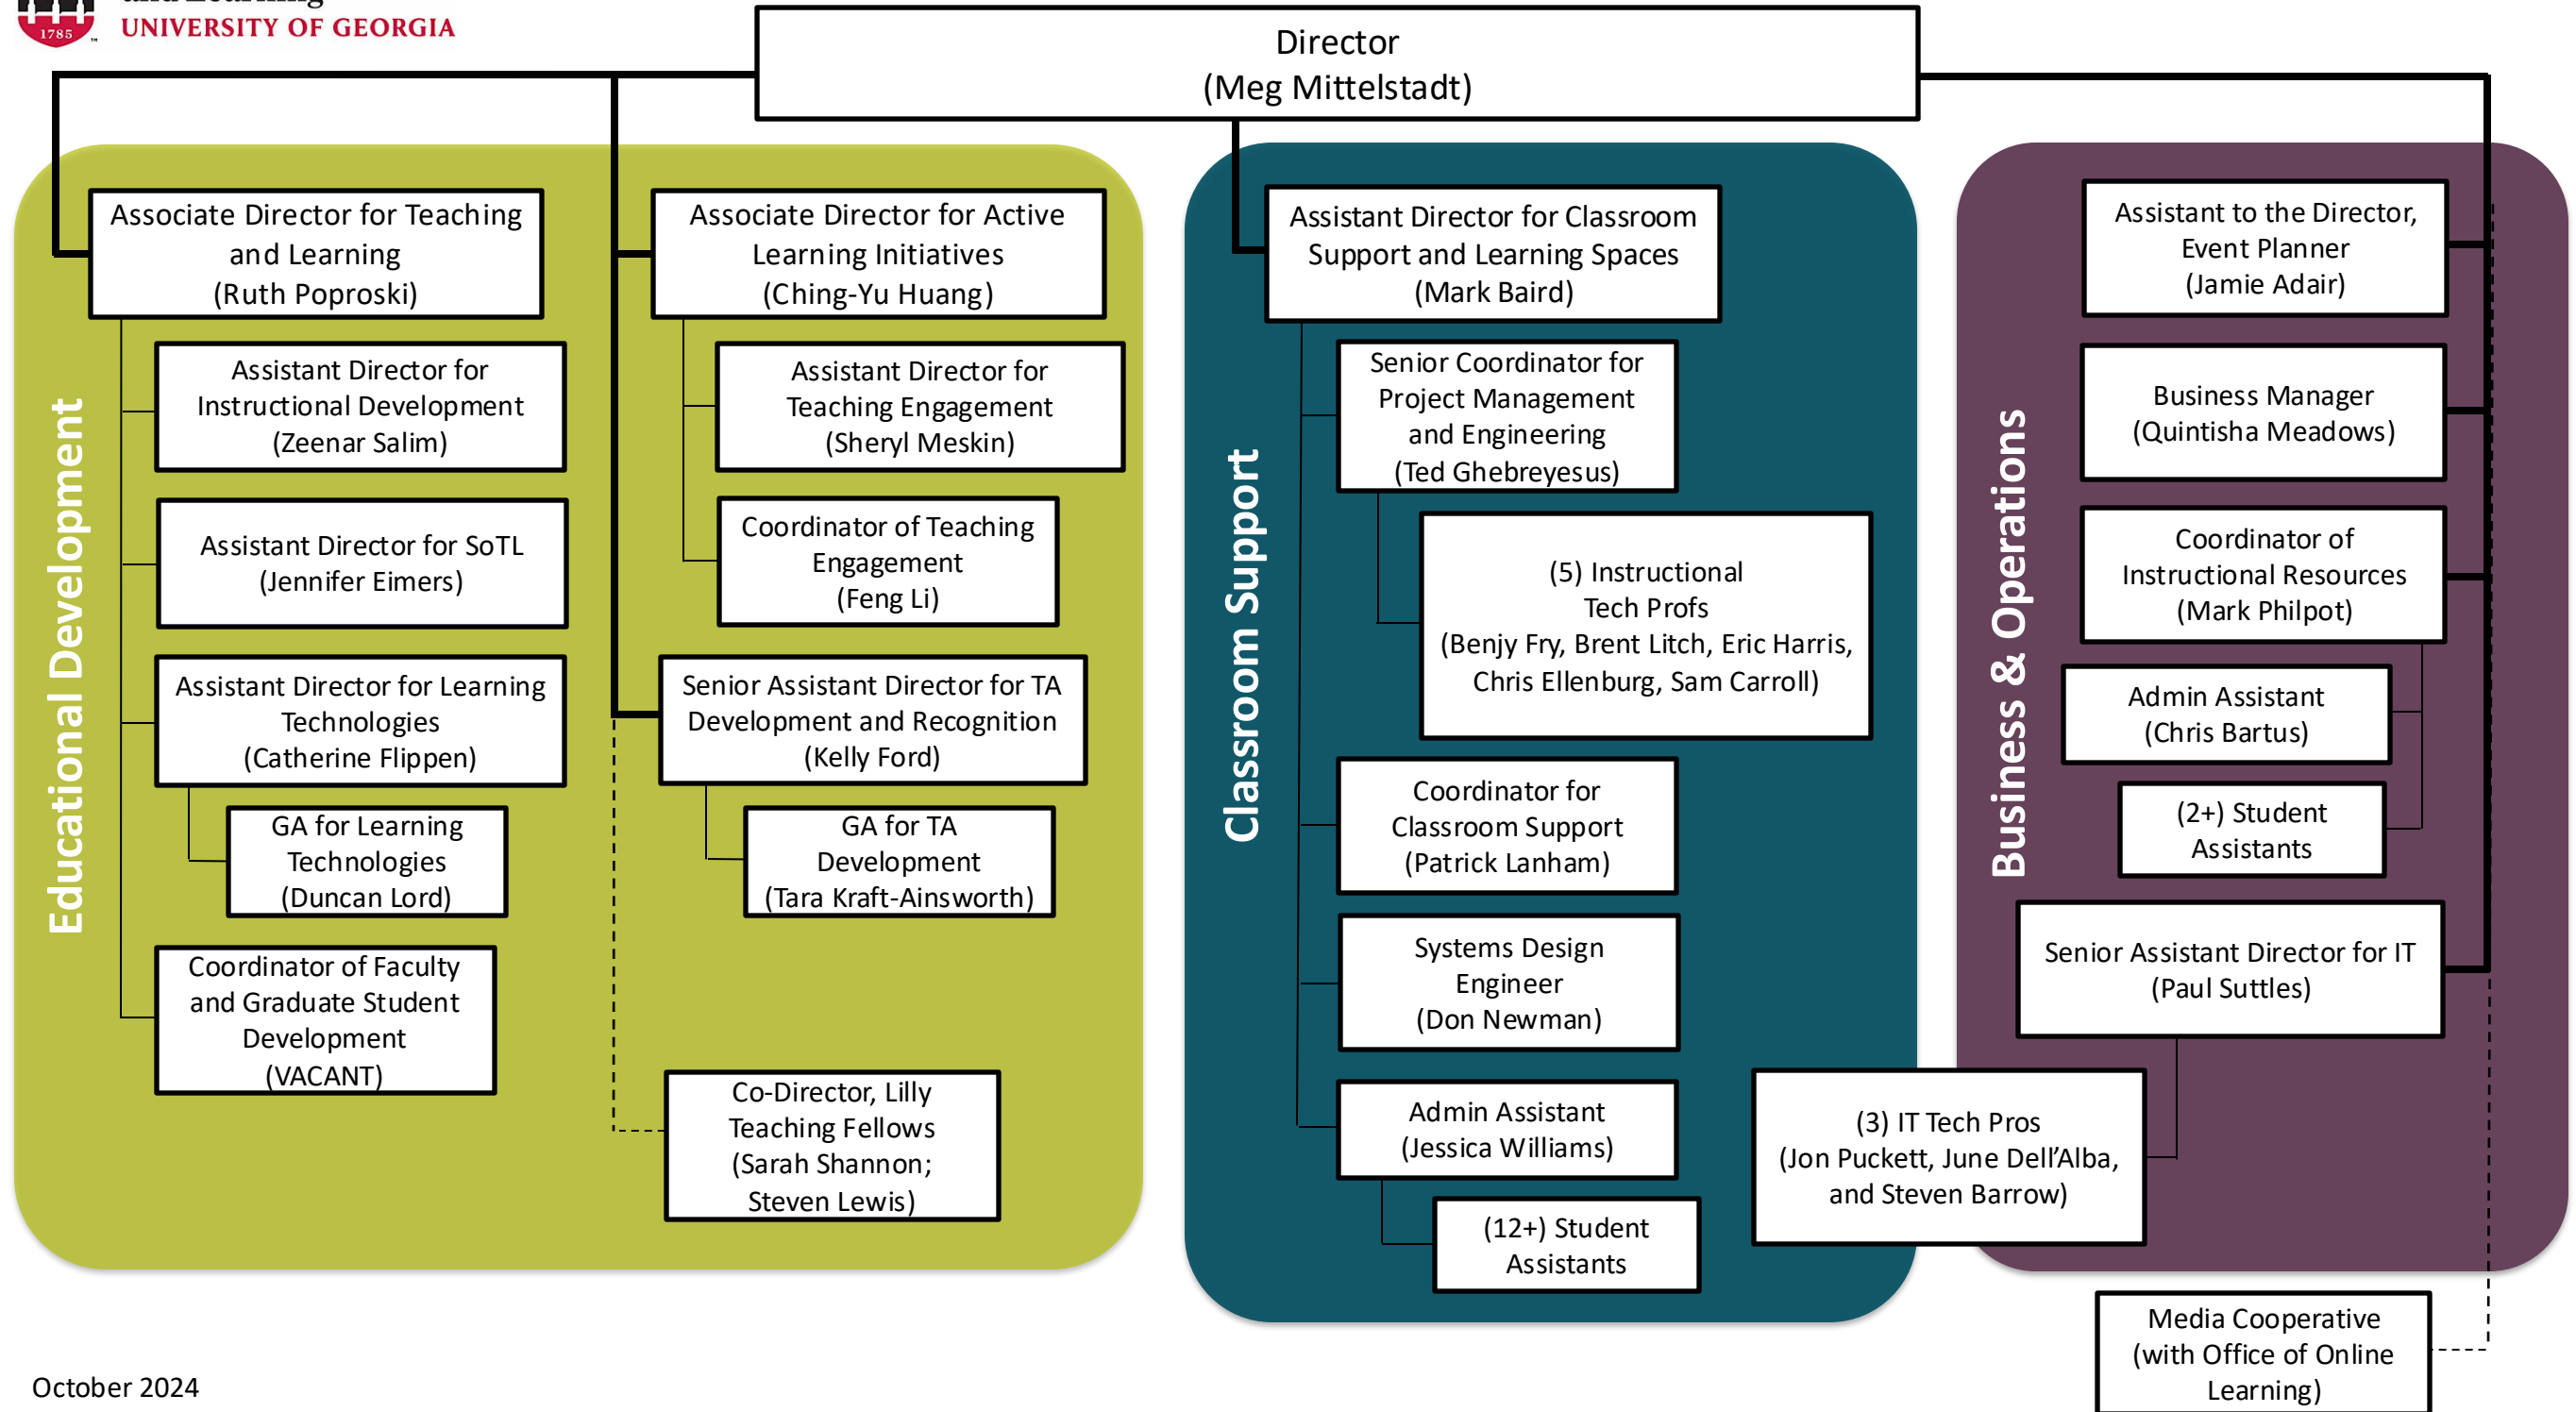 and Learning
UNIVERSITY OF GEORGIA
1785
™
Director
(Meg Mittelstadt)
Educational Development
Associate Director for Teaching
and Learning
(Ruth Poproski)
Assistant Director for
Instructional Development
(Zeenar Salim)
Assistant Director for SoTL
(Jennifer Eimers)
Assistant Director for Learning
Technologies
(Catherine Flippen)
GA for Learning
Technologies
(Duncan Lord)
Coordinator of Faculty
and Graduate Student
Development
(VACANT)
Associate Director for Active
Learning Initiatives
(Ching-Yu Huang)
Assistant Director for
Teaching Engagement
(Sheryl Meskin)
Coordinator of Teaching
Engagement
(Feng Li)
Senior Assistant Director for TA
Development and Recognition
(Kelly Ford)
GA for TA
Development
(Tara Kraft-Ainsworth)
Co-Director, Lilly
Teaching Fellows
(Sarah Shannon;
Steven Lewis)
Classroom Support
Assistant Director for Classroom
Support and Learning Spaces
(Mark Baird)
Senior Coordinator for
Project Management
and Engineering
(Ted Ghebreyesus)
(5) Instructional
Tech Profs
(Benjy Fry, Brent Litch, Eric Harris,
Chris Ellenburg, Sam Carroll)
Coordinator for
Classroom Support
(Patrick Lanham)
Systems Design
Engineer
(Don Newman)
Admin Assistant
(Jessica Williams)
(12+) Student
Assistants
Business & Operations
Assistant to the Director,
Event Planner
(Jamie Adair)
Business Manager
(Quintisha Meadows)
Coordinator of
Instructional Resources
(Mark Philpot)
Admin Assistant
(Chris Bartus)
(2+) Student
Assistants
Senior Assistant Director for IT
(Paul Suttles)
(3) IT Tech Pros
(Jon Puckett, June Dell’Alba,
and Steven Barrow)
Media Cooperative
(with Office of Online
Learning)
October 2024